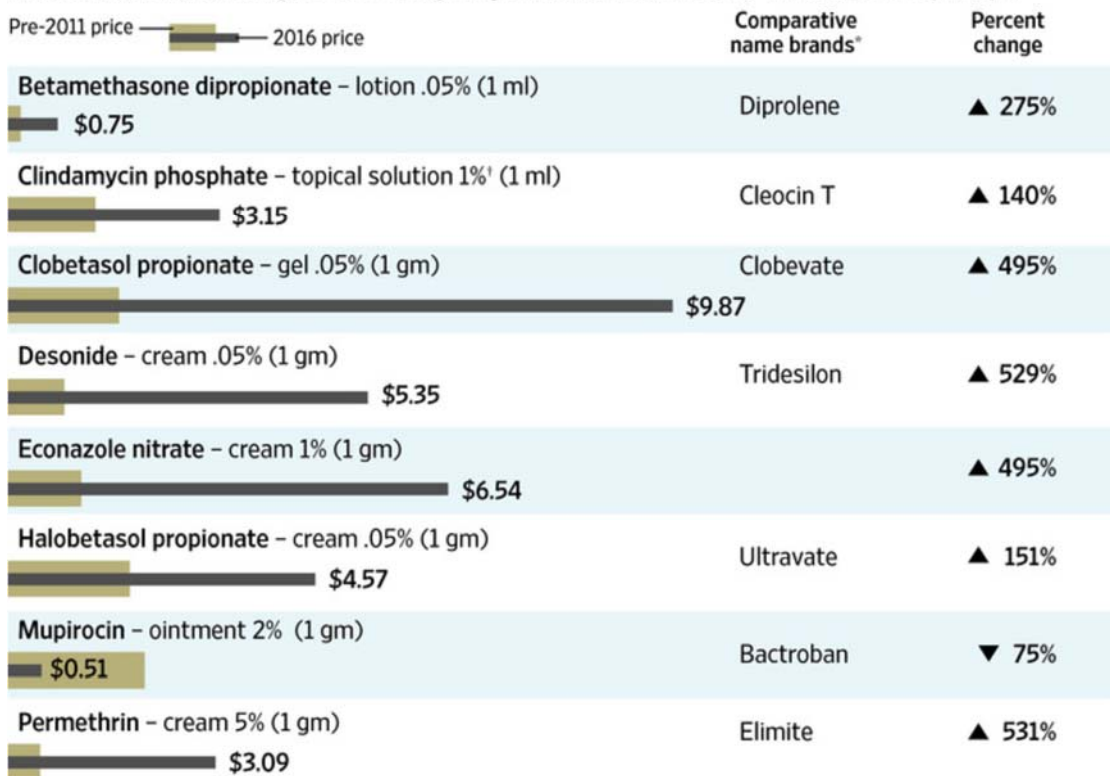 Pre-2011 price
2016 price
Comparative name brands*
Percent change
Betamethasone dipropionate – lotion .05% (1 ml)
$0.75
Diprolene
▲ 275%
Clindamycin phosphate – topical solution 1%† (1 ml)
$3.15
Cleocin T
▲ 140%
Clobetasol propionate – gel .05% (1 gm)
$9.87
Clobevate
▲ 495%
Desonide – cream .05% (1 gm)
$5.35
Tridesilon
▲ 529%
Econazole nitrate – cream 1% (1 gm)
$6.54
▲ 495%
Halobetasol propionate – cream .05% (1 gm)
$4.57
Ultravate
▲ 151%
Mupirocin – ointment 2% (1 gm)
$0.51
Bactroban
▼ 75%
Permethrin – cream 5% (1 gm)
$3.09
Elimite
▲ 531%